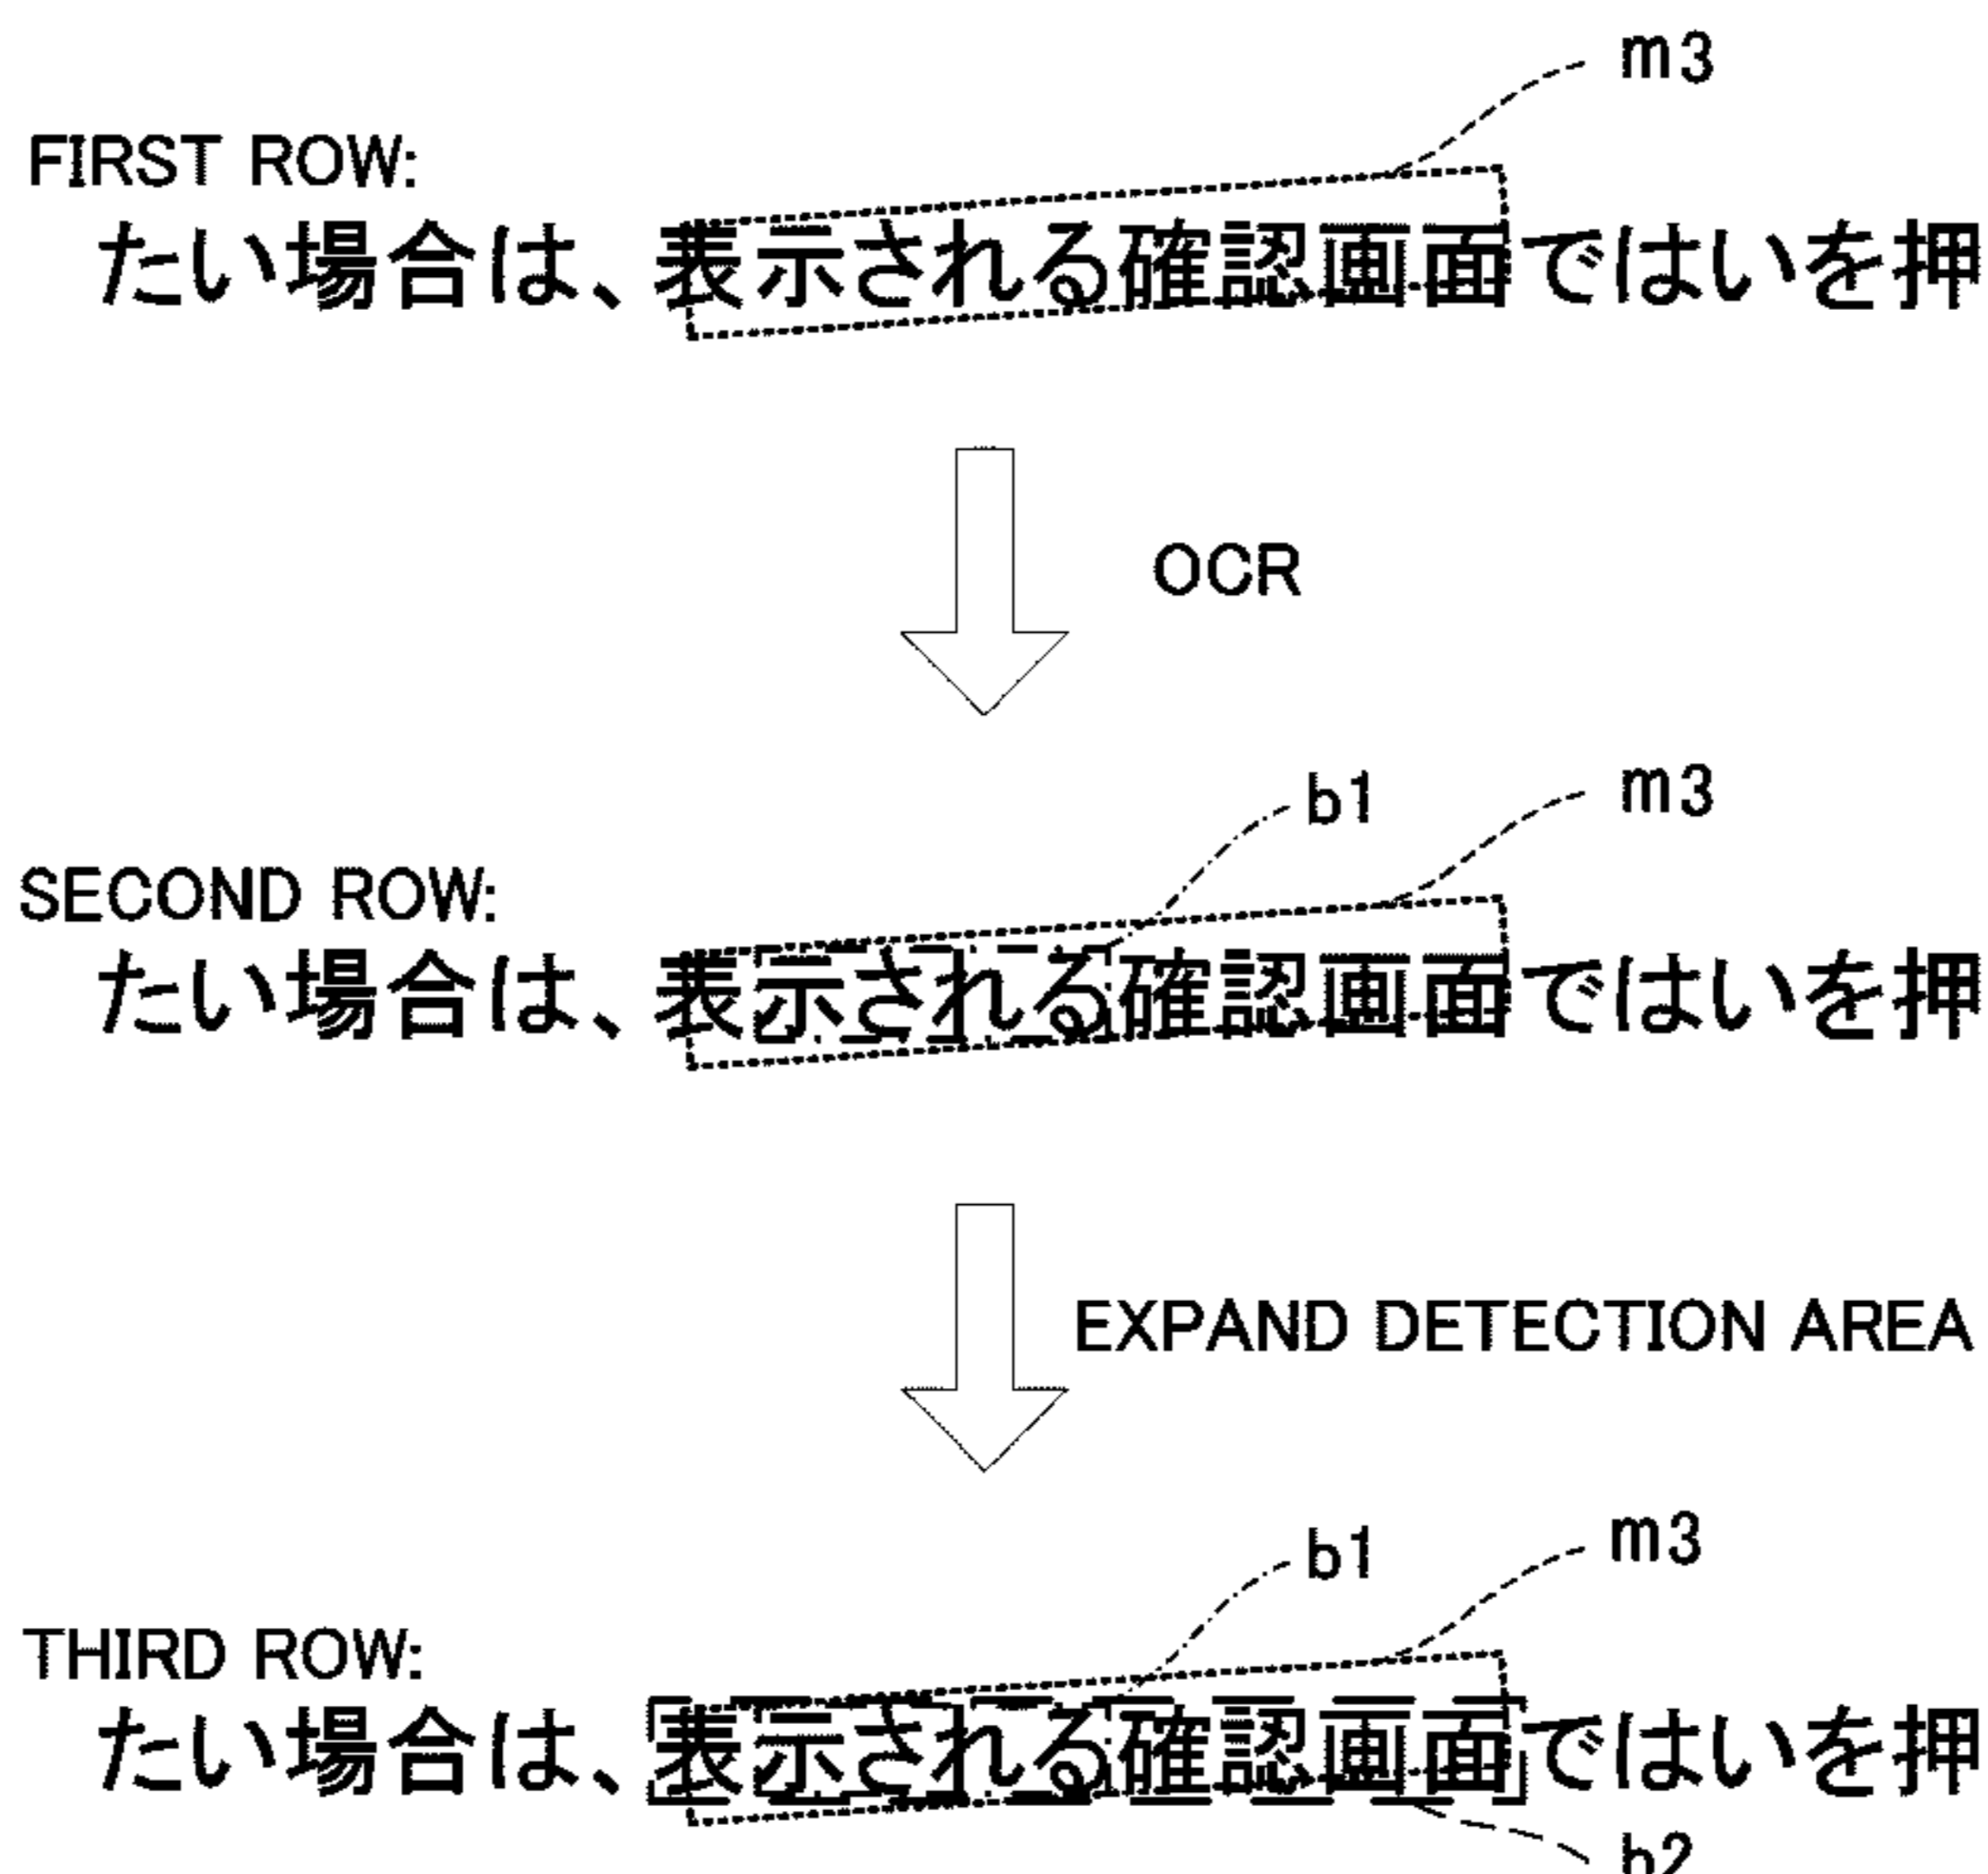 m3
FIRST ROW:
たい場合は、表示される確認画面ではいを押
OCR
b1
m3
SECOND ROW:
たい場合は、表示される確認画面ではいを押
EXPAND DETECTION AREA
b1
m3
THIRD ROW:
たい場合は、表示される確認画面ではいを押
b2